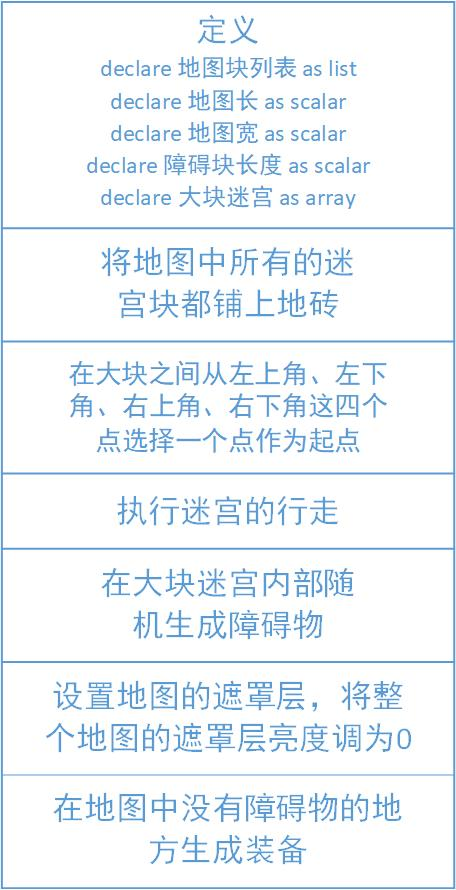 定义
declare 地图块列表 as list
declare 地图长 as scalar
declare 地图宽 as scalar
declare 障碍块长度 as scalar
declare 大块迷宫 as array
将地图中所有的迷
宫块都铺上地砖
在大块之间从左上角、左下
角、右上角、右下角这四个
点选择一个点作为起点
执行迷宫的行走
在大块迷宫内部随
机生成障碍物
设置地图的遮罩层，将整
个地图的遮罩层亮度调为0
在地图中没有障碍物的地
方生成装备